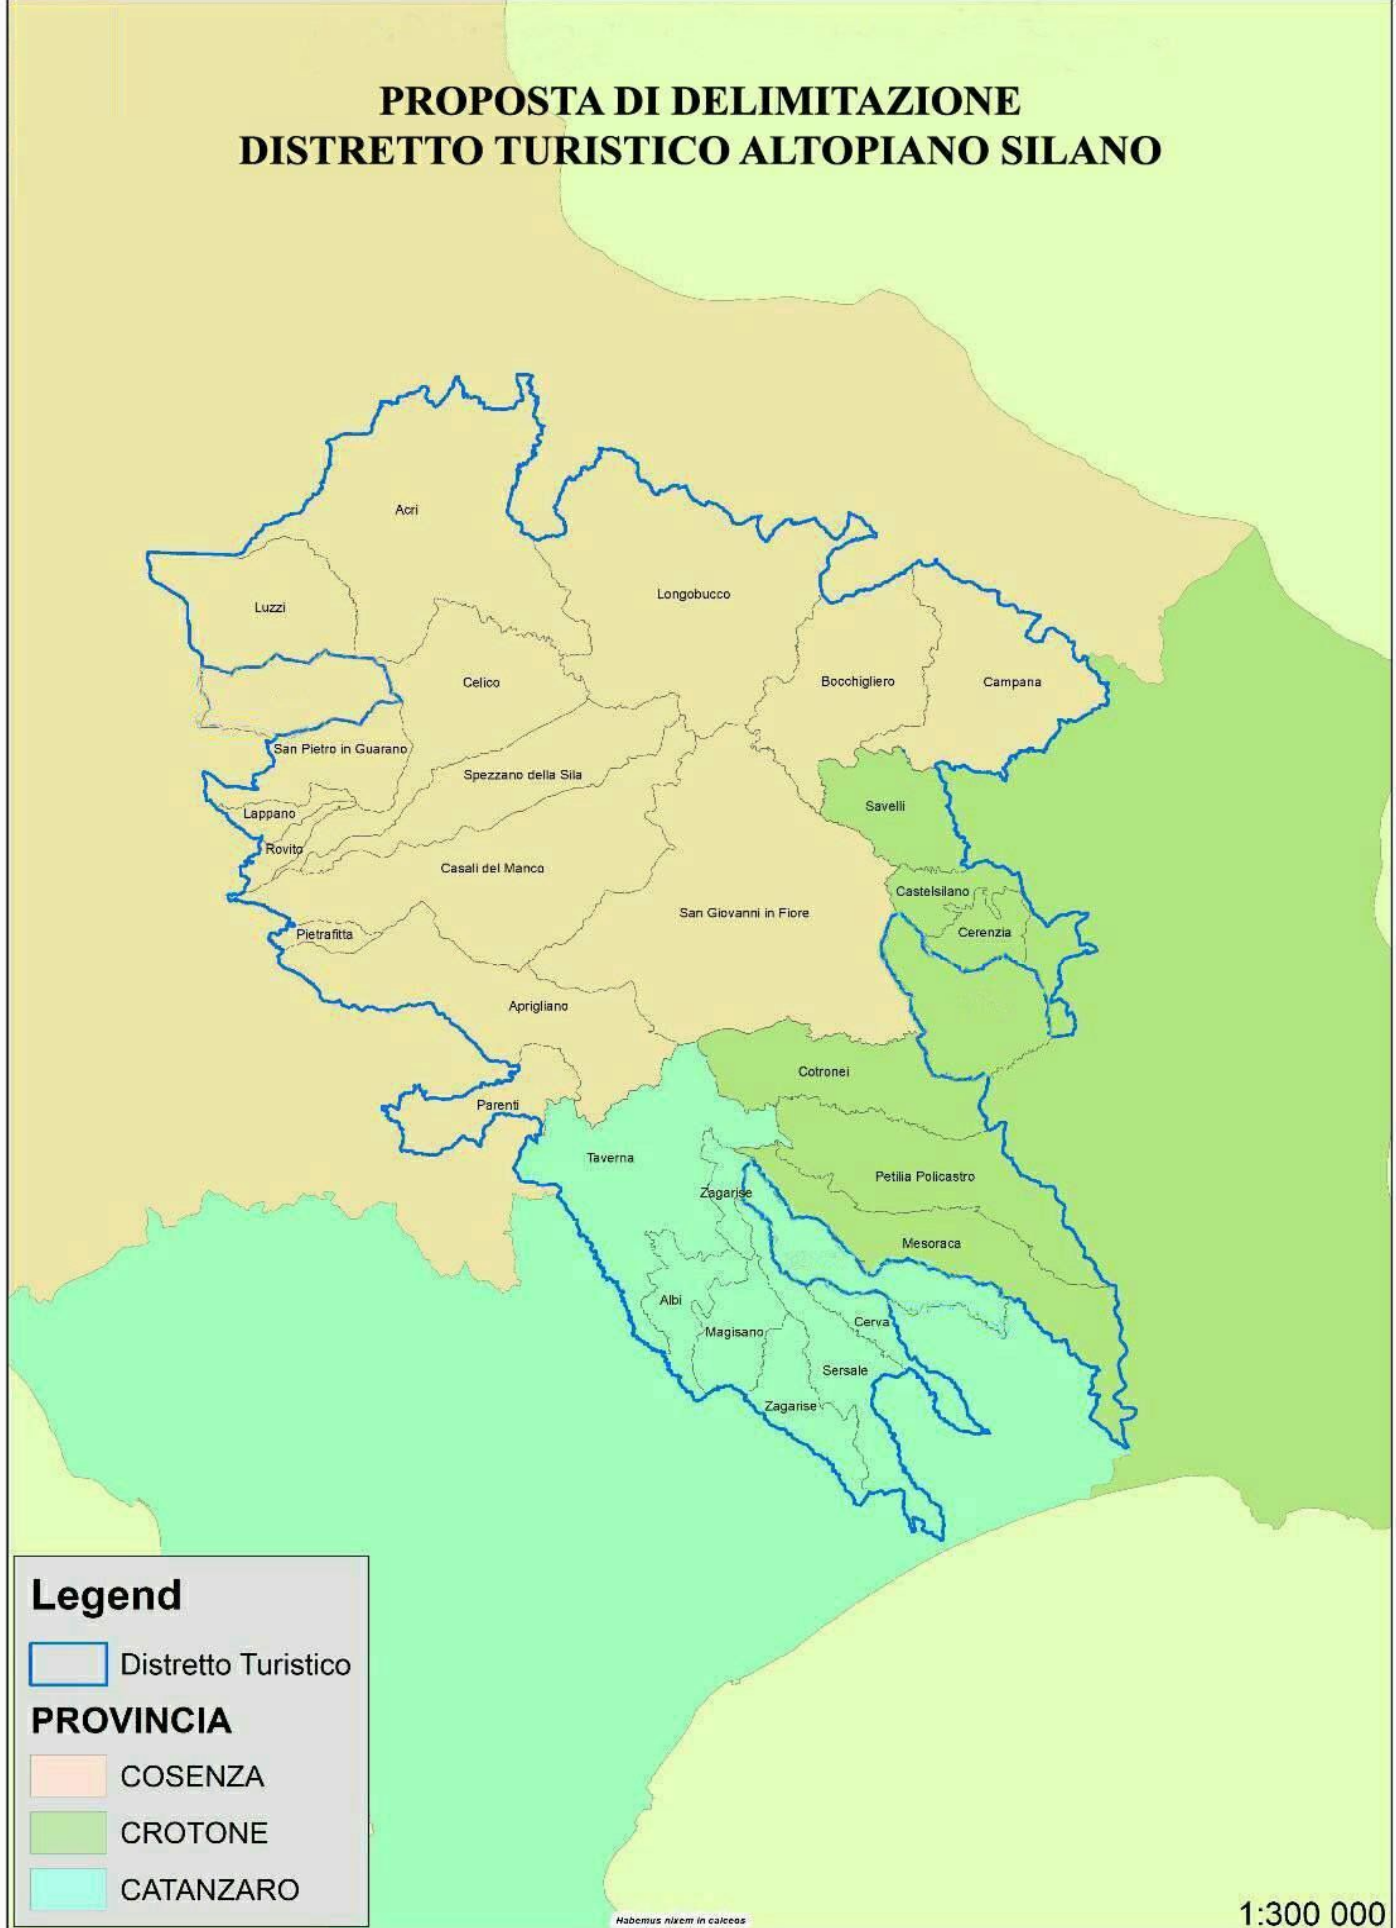 PROPOSTA DI DELIMITAZIONE
DISTRETTO TURISTICO ALTOPIANO SILANO
Acri
Longobucco
Luzzi
Celico
Bocchigliero
Campana
San Pietro in Guarano
Spezzano della Sila
Savelli
Lappano
Rovito
Casali del Manco
Castelsilano
San Giovanni in Fiore
Cerenzia
Pietrafitta
Aprigliano
Cotronei
Parenti
Taverna
Petilia Policastro
Zagarise
Mesoraca
Albi
Cerva
Magisano
Sersale
Zagarise
Legend
Distretto Turistico
PROVINCIA
COSENZA
CROTONE
CATANZARO
1:300 000
Habemus nixem in calceos